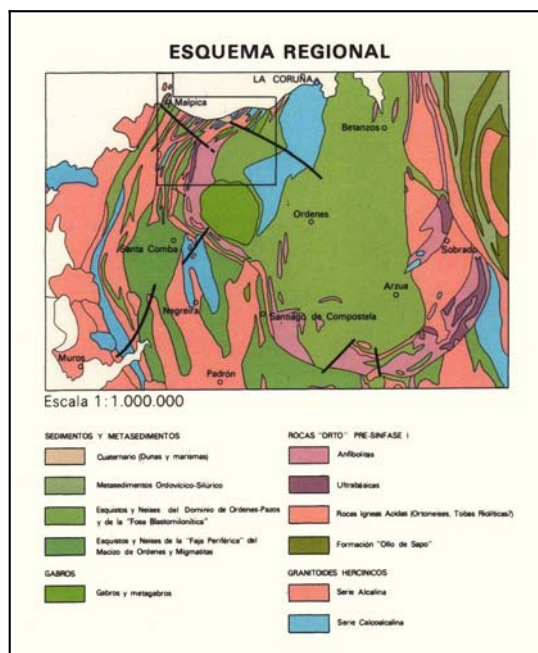 ESQUEMA REGIONAL
LA CORUÑA
Malpica
Betanzos
Ordenes
Santa Comba
Sobrado
Arzua
Negreira
Santiago de Compostela
Muros
Padrón
Escala 1:1.000.000
SEDIMENTOS Y METASEDIMENTOS
Cuaternario (Dunas y marismas)
Metasedimentos Ordovícico-Silúrico
Esquistos y Neises del Dominio de Ordenes-Pazos
y de la "Fosa Blastomilonítica"
Esquistos y Neises de la "Faja Periférica" del
Macizo de Ordenes y Migmatitas
GABROS
Gabros y metagabros
ROCAS "ORTO" PRE-SINFASE I
Anfibolitas
Ultrabásicas
Rocas Igneas Acidas (Ortoneises, Tobas Riolíticas?)
Formación "Ollo de Sapo"
GRANITOIDES HERCINICOS
Serie Alcalina
Serie Calcoalcalina